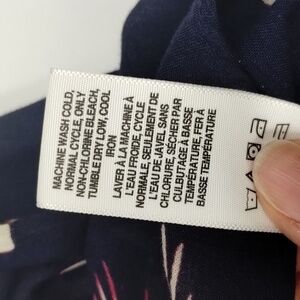 MACHINE WASH COLD,
NORMAL CYCLE, ONLY
NON-CHLORINE BLEACH,
TUMBLE DRY LOW, COOL
IRON
LAVER À LA MACHINE À
L'EAU FROIDE, CYCLE
NORMALE, SEULEMENT DE
L'EAU DE JAVEL SANS
CHLORURE, SÉCHER PAR
CULBUTAGE À BASSE
TEMPÉRATURE, FER À
BASSE TEMPÉRATURE